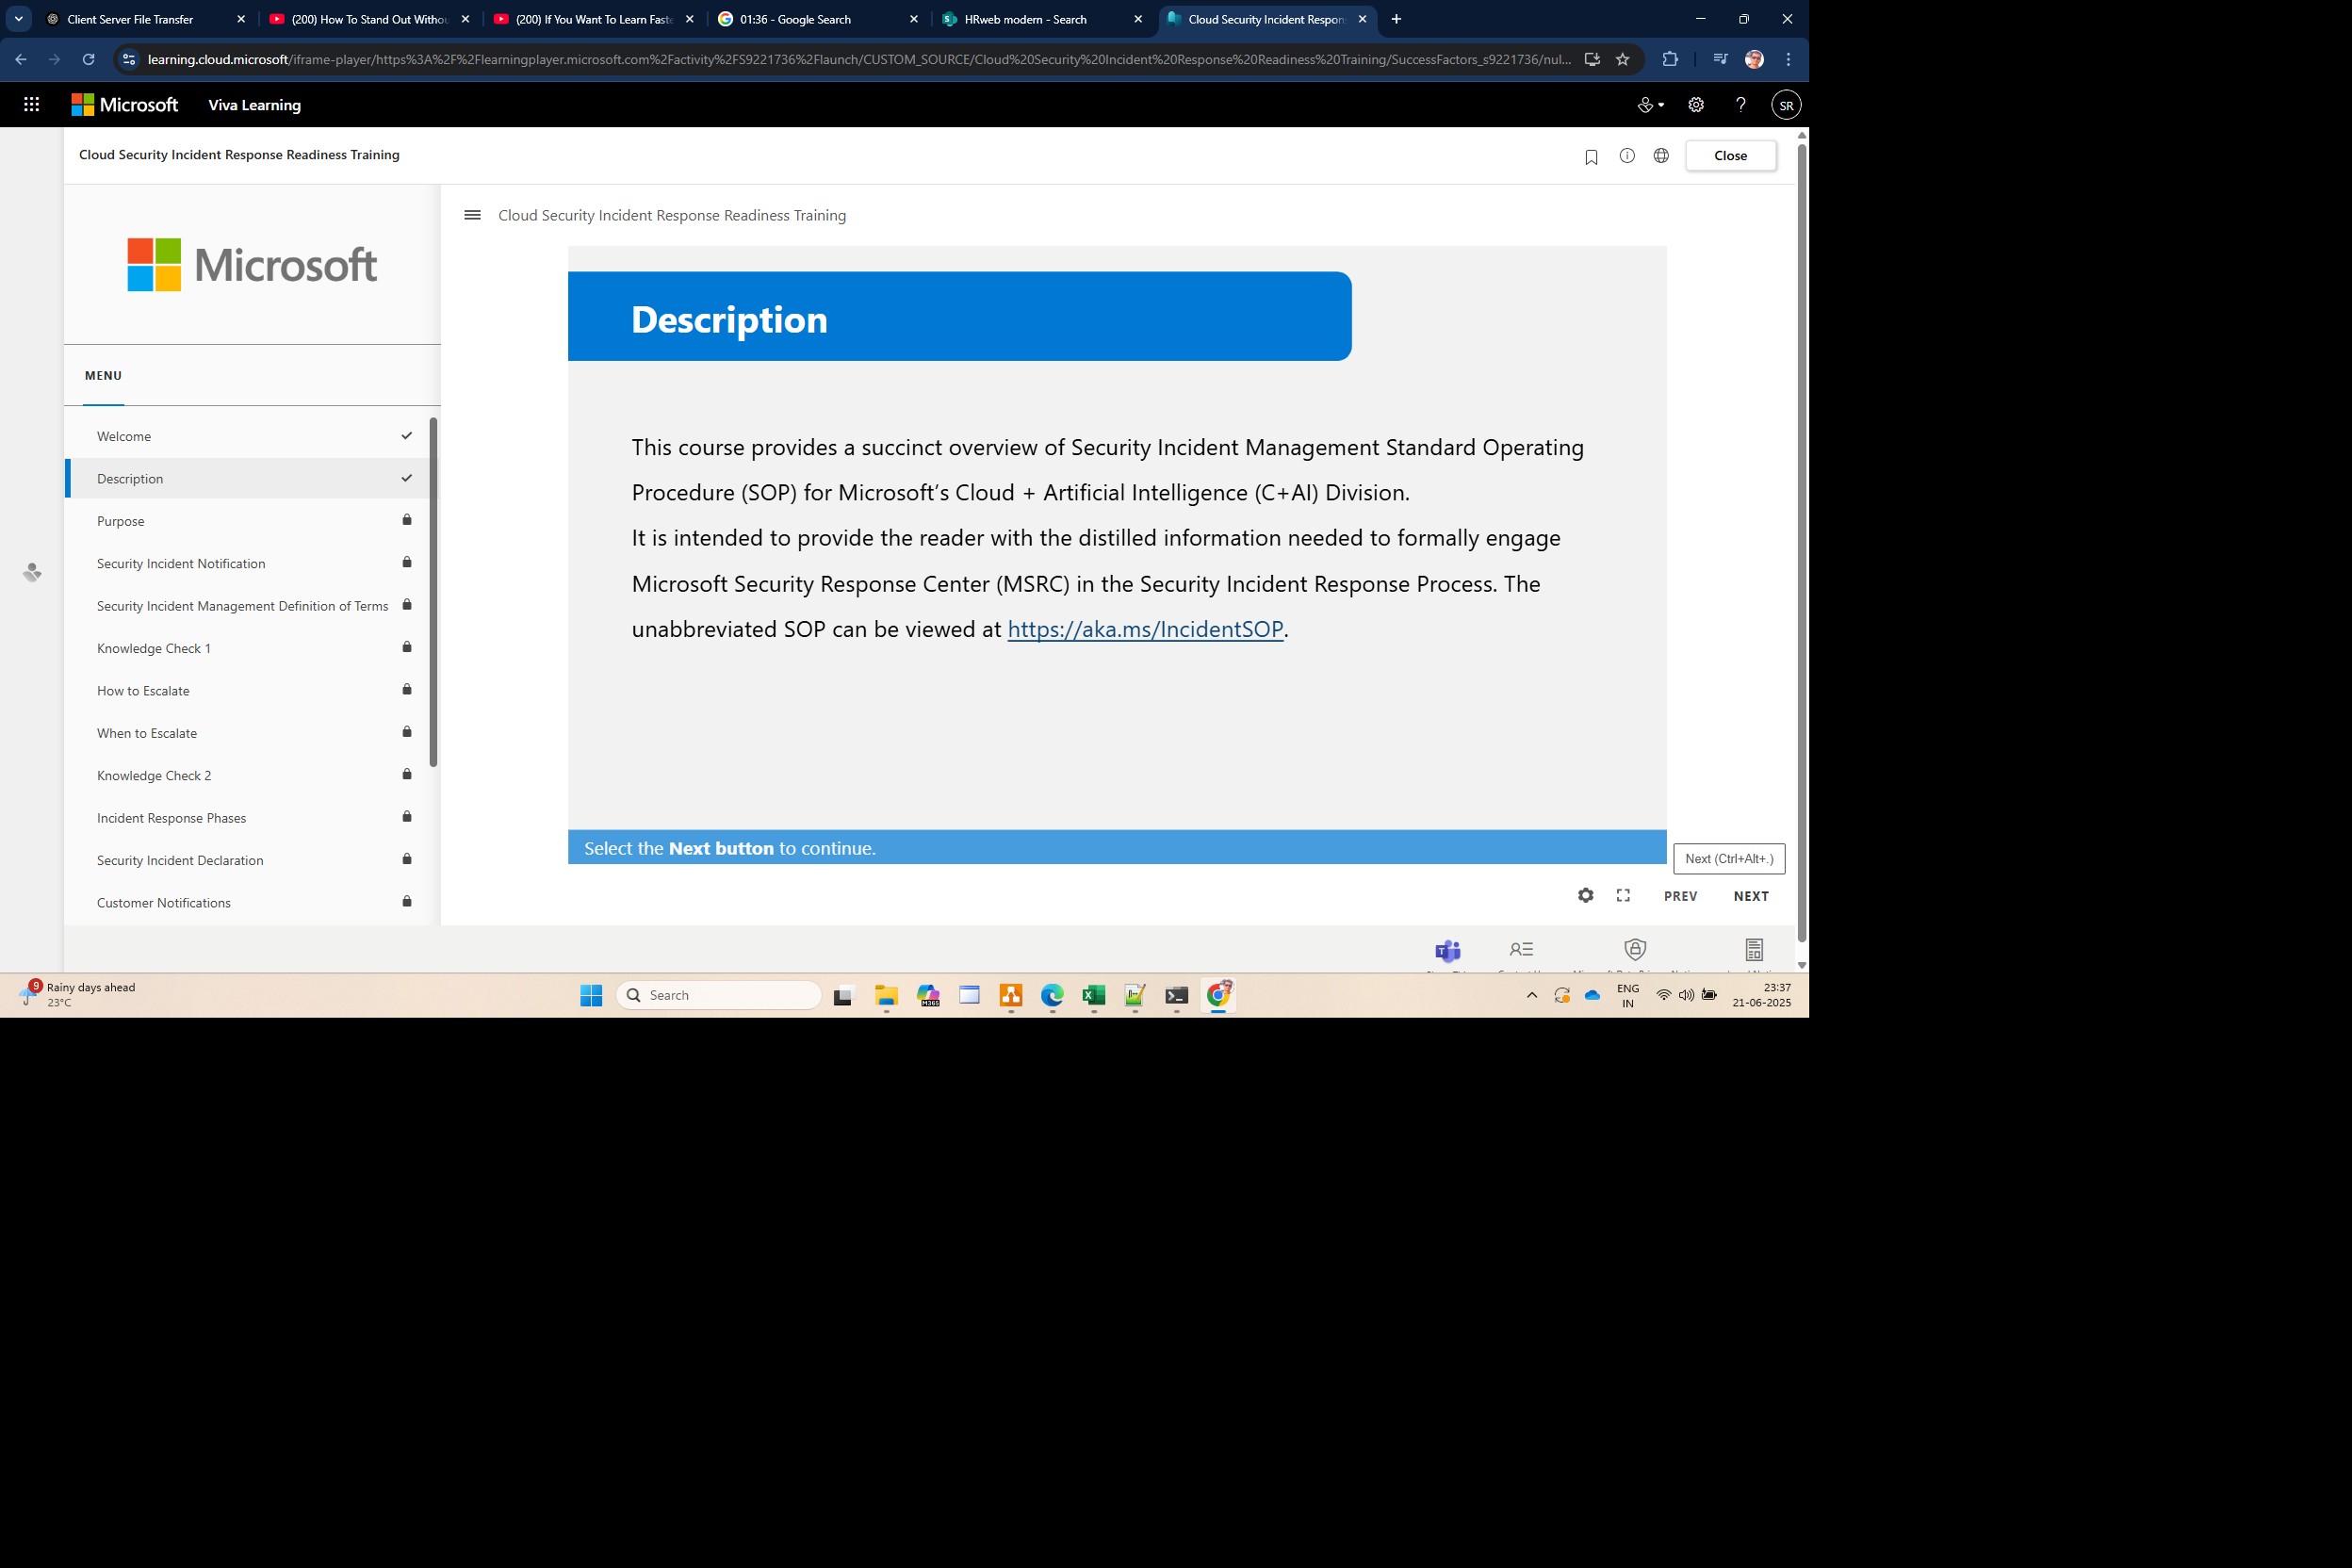 Client Server File Transfer
(200) How To Stand Out Withou
(200) If You Want To Learn Faste
01:36 - Google Search
HRweb modern - Search
Cloud Security Incident Respon
learning.cloud.microsoft/iframe-player/https%3A%2F%2Flearningplayer.microsoft.com%2Factivity%2FS9221736%2Flaunch/CUSTOM_SOURCE/Cloud%20Security%20Incident%20Response%20Readiness%20Training/SuccessFactors_s9221736/nul...
Microsoft
Viva Learning
?
SR
Cloud Security Incident Response Readiness Training
Close
Microsoft
MENU
Welcome
Description
Purpose
Security Incident Notification
Security Incident Management Definition of Terms
Knowledge Check 1
How to Escalate
When to Escalate
Knowledge Check 2
Incident Response Phases
Security Incident Declaration
Customer Notifications
Cloud Security Incident Response Readiness Training
Description
This course provides a succinct overview of Security Incident Management Standard Operating
Procedure (SOP) for Microsoft’s Cloud + Artificial Intelligence (C+AI) Division.
It is intended to provide the reader with the distilled information needed to formally engage
Microsoft Security Response Center (MSRC) in the Security Incident Response Process. The
unabbreviated SOP can be viewed at https://aka.ms/IncidentSOP.
Select the Next button to continue.
Next (Ctrl+Alt+.)
PREV
NEXT
9
Rainy days ahead
23°C
Search
M365
ENG
IN
23:37
21-06-2025